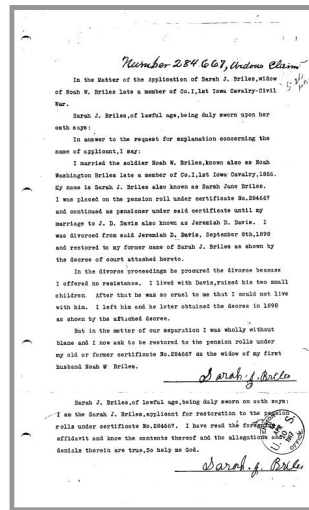 Number 284667, Widows Claim
In the Matter of the Application of Sarah J. Briles,widow
of Noah W. Briles late a member of Co.I,1st Iowa Cavalry-Civil
War.
Sarah J. Briles,of lawful age,being duly sworn upon her
oath says:
In answer to the request for explanation concerning the
name of applicant,I say:
I married the soldier Noah W. Briles,known also as Noah
Washington Briles late a member of Co.I,1st Iowa Cavalry,1866.
My name is Sarah J. Briles also known as Sarah Jane Briles.
I was placed on the pension roll under certificate No.284667
and continued as pensioner under said certificate until my
marriage to J. D. Davis also known as Jeremiah D. Davis. I
was divorced from said Jeremiah D. Davis, September 8th,1898
and restored to my former name of Sarah J. Briles as shown by
the decree of court attached hereto.
In the divorce proceedings he procured the divorce because
I offered no resistance. I lived with Davis,raised his two small
children. After that he was so cruel to me that I could not live
with him. I left him and he later obtained the decree in 1898
as shown by the attached decree.
But in the matter of our separation I was wholly without
blame and I now ask to be restored to the pension rolls under
my old or former certificate No.284667 as the widow of my first
husband Noah W Briles.
Sarah. J. Briles
Sarah J. Briles,of lawful age,being duly sworn on oath says:
I am the Sarah J. Briles,applicant for restoration to the pension
rolls under certificate No.284667. I have read the foregoing
affidavit and know the contents thereof and the allegations and
denials therein are true,So help me God.
Sarah. J. Briles